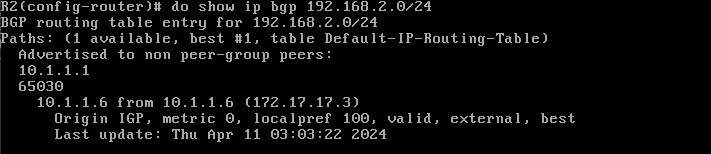 R2(config-router)# do show ip bgp 192.168.2.0/24
BGP routing table entry for 192.168.2.0/24
Paths: (1 available, best #1, table Default-IP-Routing-Table)
  Advertised to non peer-group peers:
  10.1.1.1
  65030
    10.1.1.6 from 10.1.1.6 (172.17.17.3)
      Origin IGP, metric 0, localpref 100, valid, external, best
      Last update: Thu Apr 11 03:03:22 2024